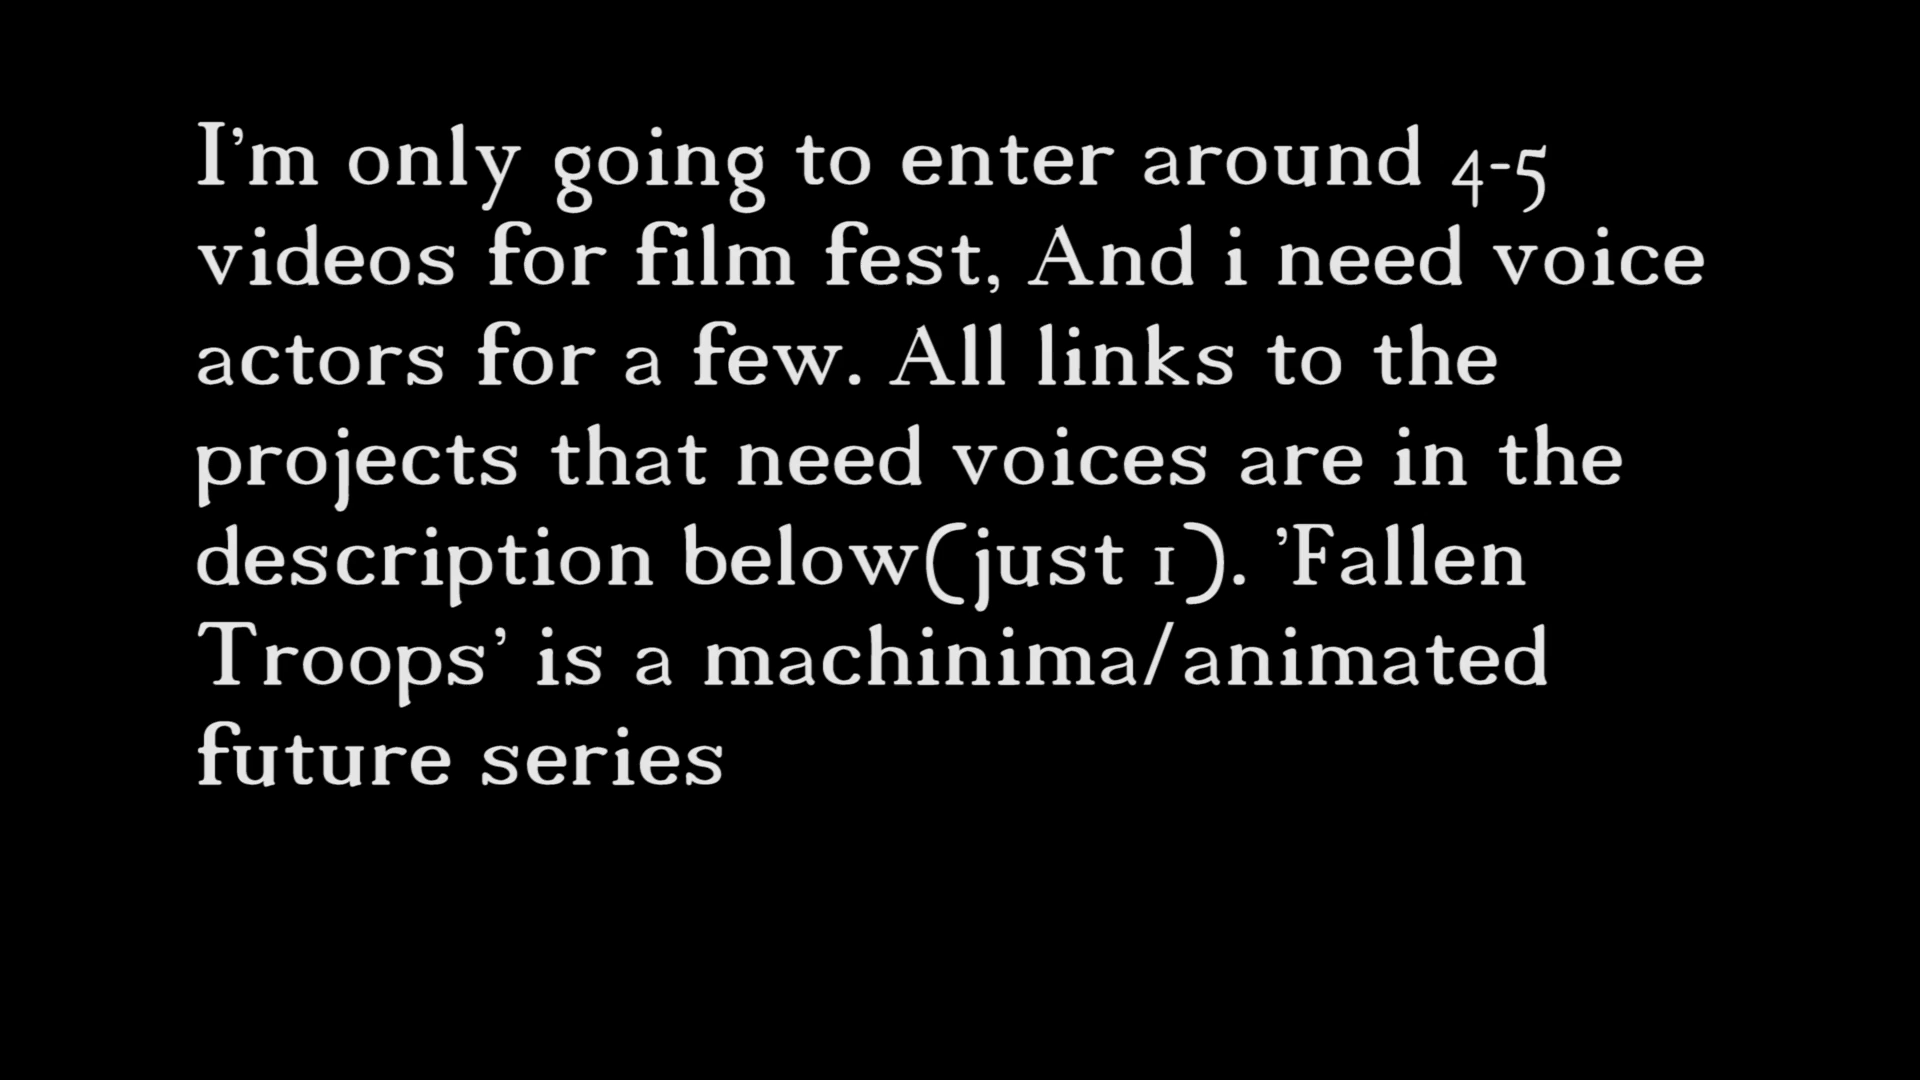 I'm only going to enter around 4-5
videos for film fest, And i need voice
actors for a few. All links to the
projects that need voices are in the
description below(just 1). 'Fallen
Troops' is a machinima/animated
future series